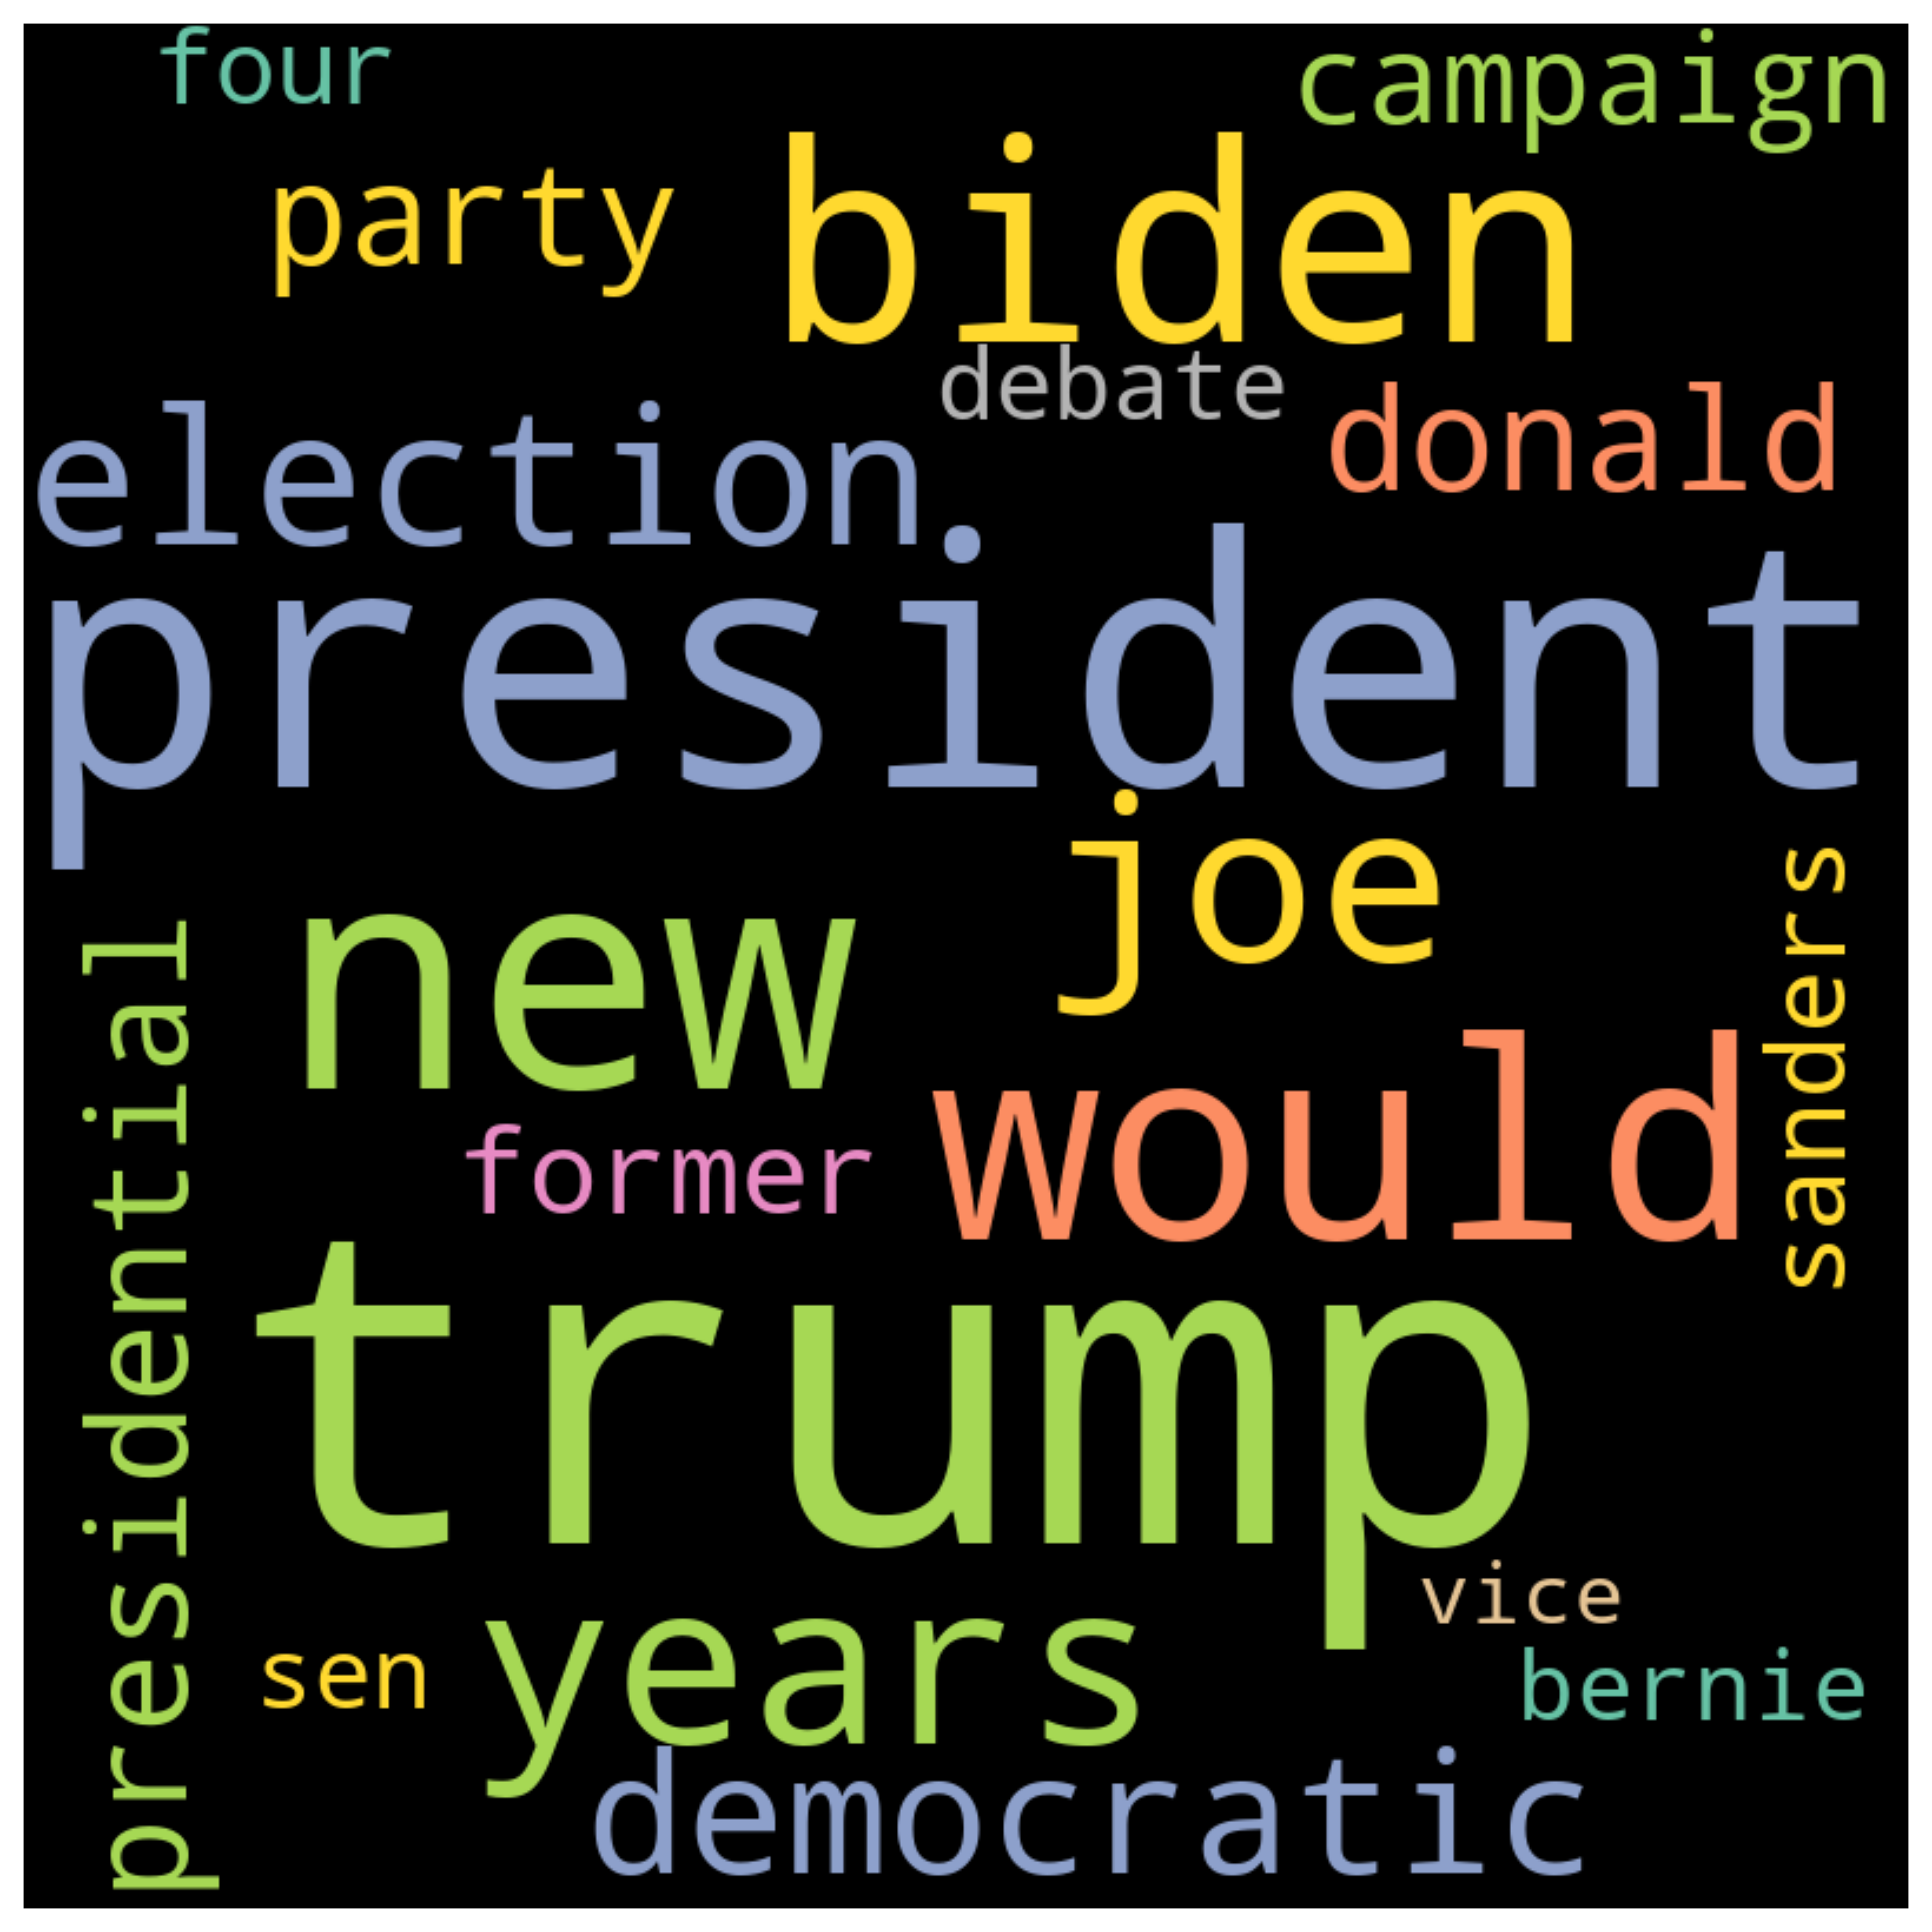 four
campaign
party
biden
debate
donald
election
president
joe
sanders
new
presidential
would
former
trump
vice
years
sen
bernie
democratic